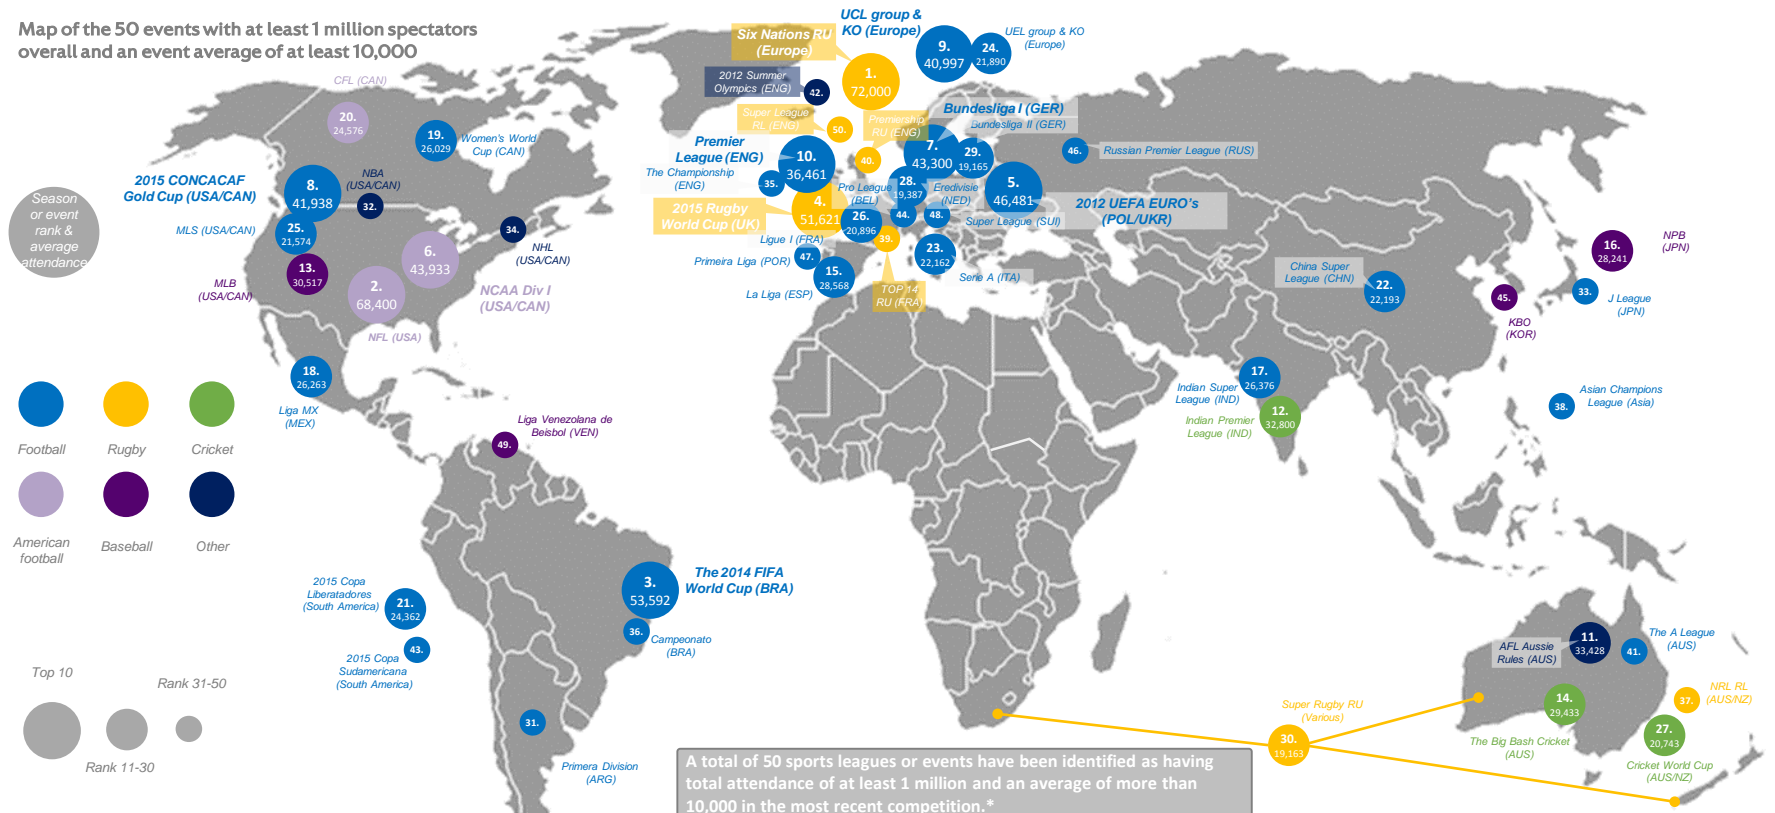 Map of the 50 events with at least 1 million spectators
overall and an event average of at least 10,000
UCL group &
KO (Europe)
9.
40,997
24.
21,890
UEL group & KO
(Europe)
Six Nations RU
(Europe)
1.
72,000
2012 Summer
Olympics (ENG)
42.
Super League
RL (ENG)
50.
Premiership
RU (ENG)
40.
Bundesliga I (GER)
Bundesliga II (GER)
7.
43,300
29.
19,165
46.
Russian Premier League (RUS)
CFL (CAN)
20.
24,576
19.
26,029
Women's World
Cup (CAN)
2015 CONCACAF
Gold Cup (USA/CAN)
8.
41,938
NBA
(USA/CAN)
32.
MLS (USA/CAN)
25.
21,574
34.
NHL
(USA/CAN)
MLB
(USA/CAN)
13.
30,517
6.
43,933
NCAA Div I
(USA/CAN)
2.
68,400
NFL (USA)
Season
or event
rank &
average
attendance
Premier
League (ENG)
10.
36,461
The Championship
(ENG)
35.
2015 Rugby
World Cup (UK)
4.
51,621
Pro League
(BEL)
28.
19,387
Eredivisie
(NED)
5.
46,481
2012 UEFA EURO's
(POL/UKR)
26.
20,896
44.
48.
Super League (SUI)
Ligue I (FRA)
39.
TOP 14
RU (FRA)
23.
22,162
Serie A (ITA)
Primeira Liga (POR)
47.
La Liga (ESP)
15.
28,568
16.
28,241
NPB
(JPN)
China Super
League (CHN)
22.
22,193
45.
KBO
(KOR)
33.
J League
(JPN)
18.
26,263
Liga MX
(MEX)
Football
Rugby
Cricket
American
football
Baseball
Other
17.
26,376
Indian Super
League (IND)
12.
32,800
Indian Premier
League (IND)
38.
Asian Champions
League (Asia)
Liga Venezolana de
Beisbol (VEN)
49.
2015 Copa
Liberatadores
(South America)
21.
24,362
2015 Copa
Sudamericana
(South America)
43.
3.
53,592
The 2014 FIFA
World Cup (BRA)
36.
Campeonato
(BRA)
31.
Primera Division
(ARG)
Top 10
Rank 31-50
Rank 11-30
AFL Aussie
Rules (AUS)
11.
33,428
41.
The A League
(AUS)
14.
29,433
The Big Bash Cricket
(AUS)
37.
NRL RL
(AUS/NZ)
27.
20,743
Cricket World Cup
(AUS/NZ)
Super Rugby RU
(Various)
30.
19,163
A total of 50 sports leagues or events have been identified as having
total attendance of at least 1 million and an average of more than
10,000 in the most recent competition.*